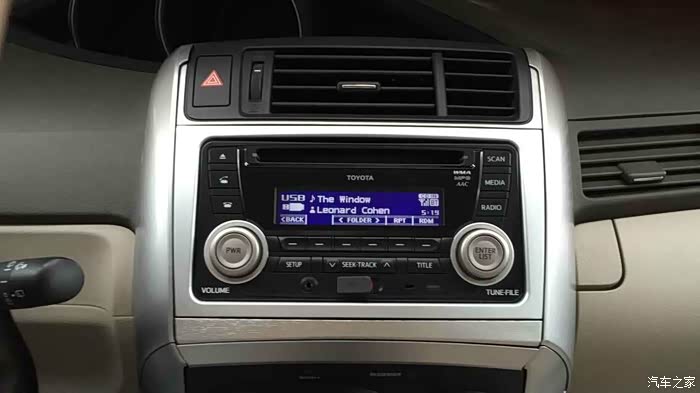 TOYOTA
WMA
MP3
AAC
SCAN
MEDIA
RADIO
USB ♪ The Window
Leonard Cohen 5:19
<BACK < FOLDER > RPT RDM
PWR
ENTER
LIST
SETUP ∨ SEEK·TRACK ∧ TITLE
VOLUME
TUNE·FILE
汽车之家